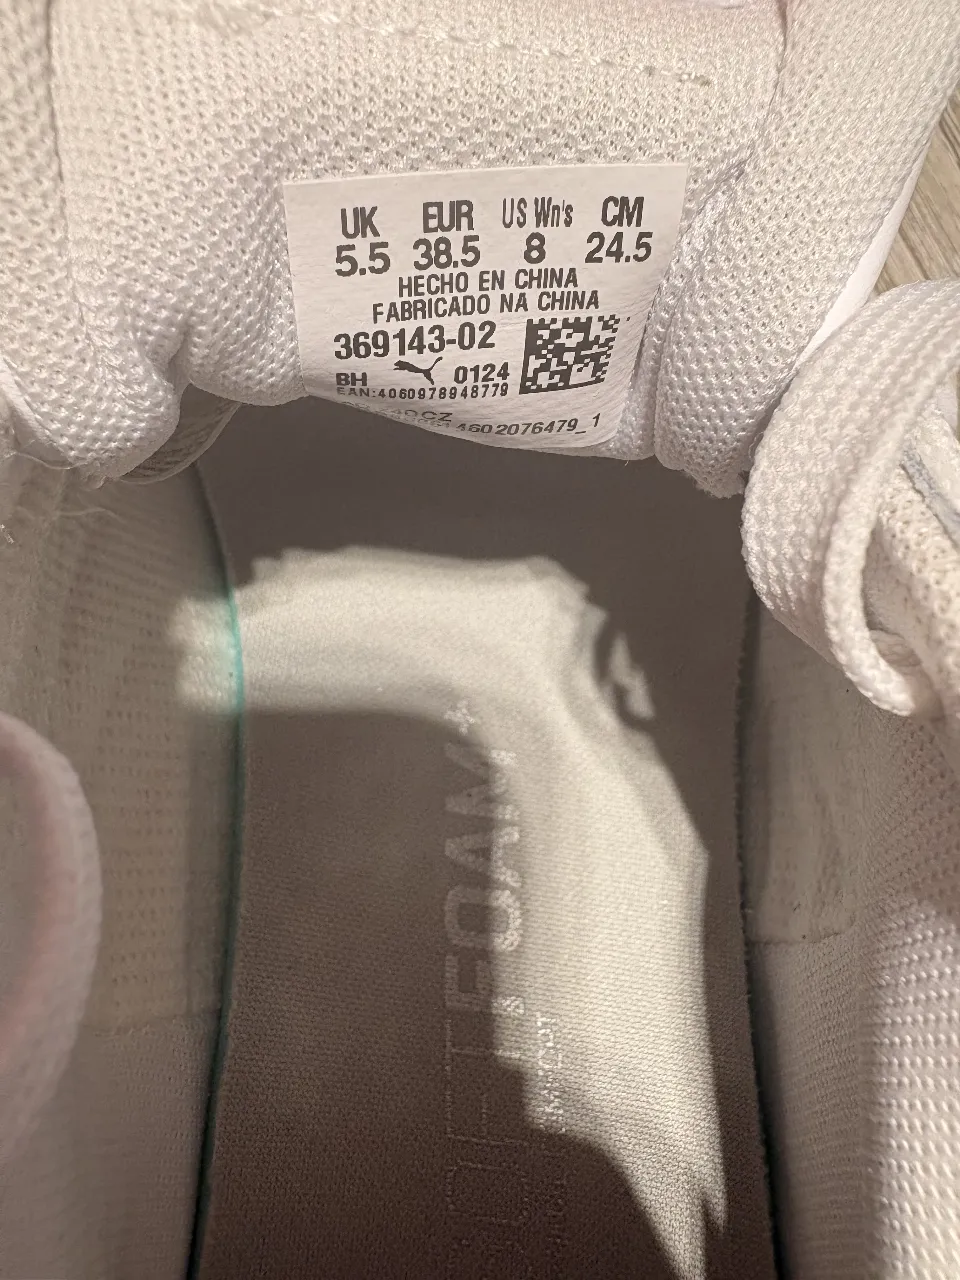 UK EUR US Wn's CM
5.5 38.5 8 24.5
HECHO EN CHINA
FABRICADO NA CHINA
369143-02
BH 0124
EAN:4060978948779
4602076479_1
SOFTFOAM+